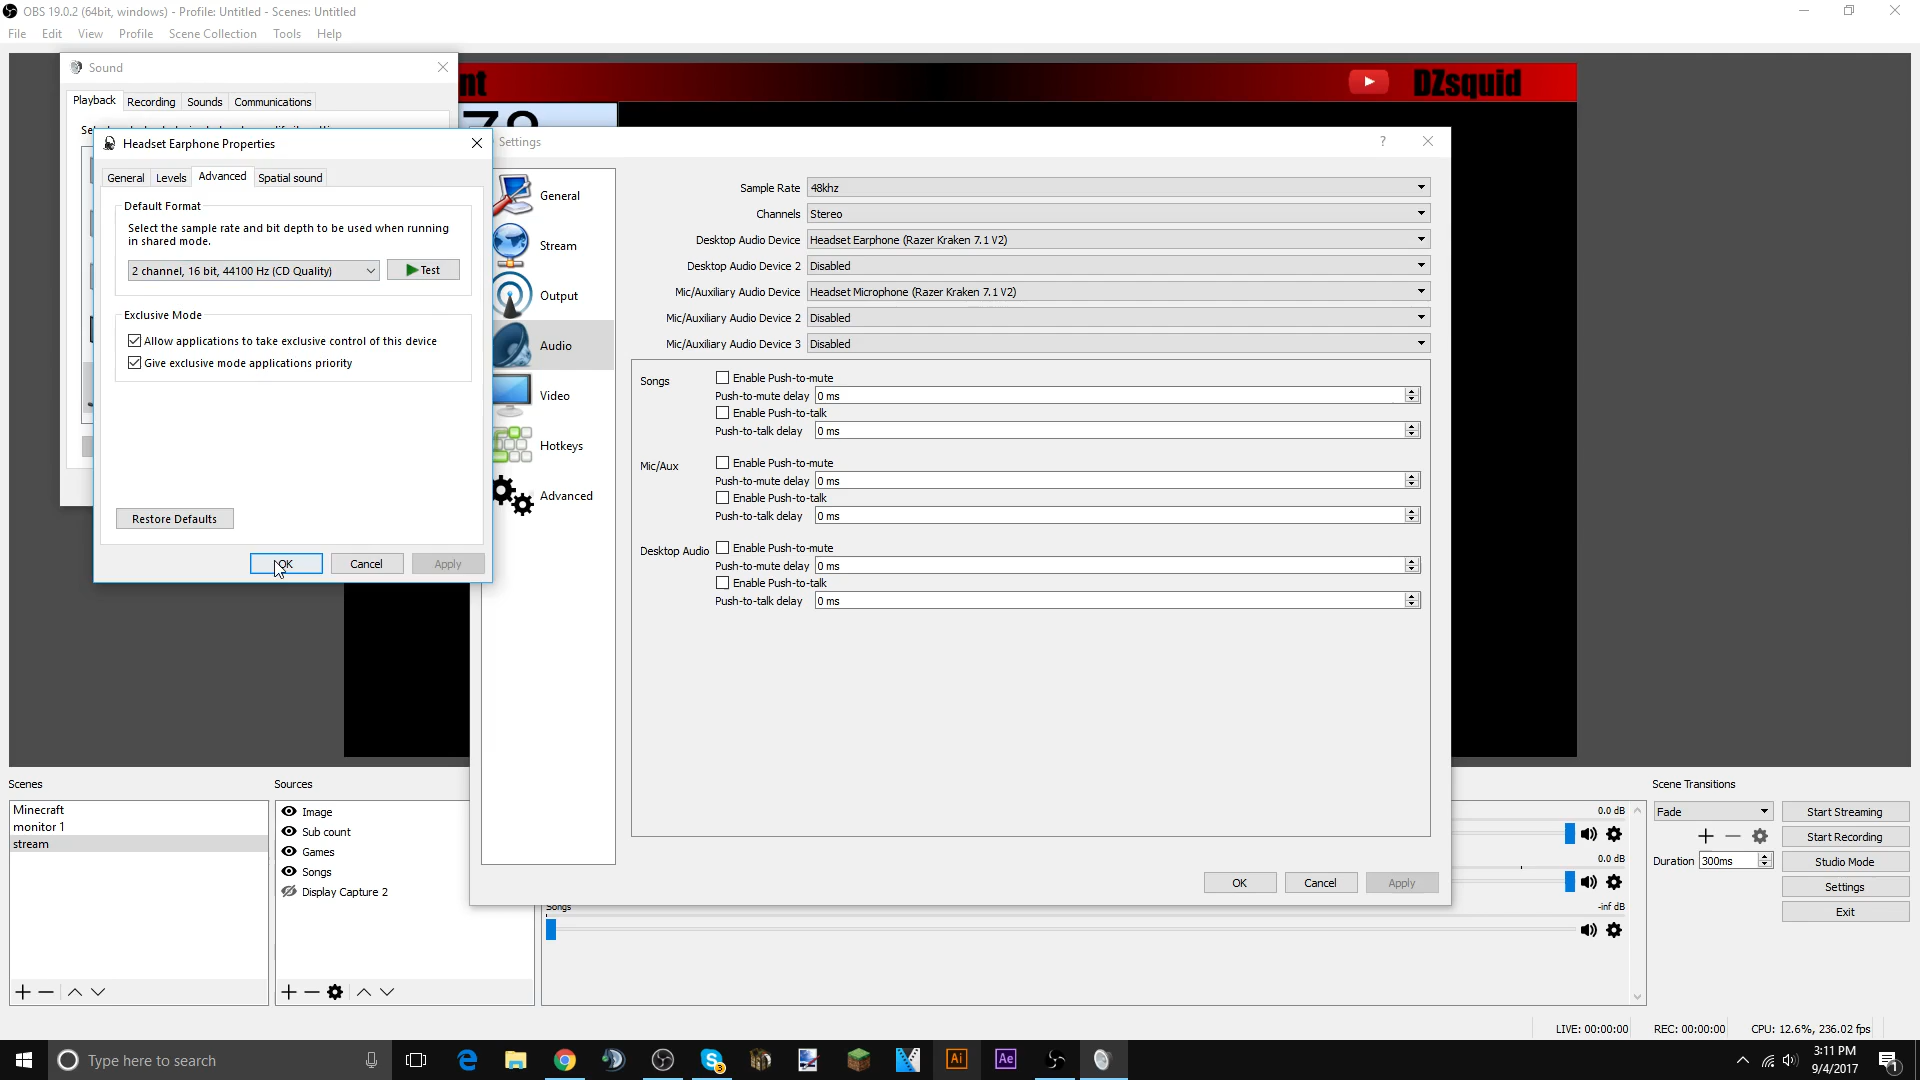 OBS 19.0.2 (64bit, windows) - Profile: Untitled - Scenes: Untitled
File Edit View Profile Scene Collection Tools Help
Sound
nt
DZsquid
Playback Recording Sounds Communications
Headset Earphone Properties
General Levels Advanced Spatial sound
Default Format
Select the sample rate and bit depth to be used when running
in shared mode.
2 channel, 16 bit, 44100 Hz (CD Quality)
Test
Exclusive Mode
Allow applications to take exclusive control of this device
Give exclusive mode applications priority
Restore Defaults
OK Cancel Apply
Settings
?
General
Stream
Output
Audio
Video
Hotkeys
Advanced
Sample Rate 48khz
Channels Stereo
Desktop Audio Device Headset Earphone (Razer Kraken 7.1 V2)
Desktop Audio Device 2 Disabled
Mic/Auxiliary Audio Device Headset Microphone (Razer Kraken 7.1 V2)
Mic/Auxiliary Audio Device 2 Disabled
Mic/Auxiliary Audio Device 3 Disabled
Songs
Enable Push-to-mute
Push-to-mute delay 0 ms
Enable Push-to-talk
Push-to-talk delay 0 ms
Mic/Aux
Enable Push-to-mute
Push-to-mute delay 0 ms
Enable Push-to-talk
Push-to-talk delay 0 ms
Desktop Audio
Enable Push-to-mute
Push-to-mute delay 0 ms
Enable Push-to-talk
Push-to-talk delay 0 ms
OK Cancel Apply
Scenes
Minecraft
monitor 1
stream
Sources
Image
Sub count
Games
Songs
Display Capture 2
0.0 dB
0.0 dB
Songs -inf dB
Scene Transitions
Fade
Duration 300ms
Start Streaming
Start Recording
Studio Mode
Settings
Exit
LIVE: 00:00:00 REC: 00:00:00 CPU: 12.6%, 236.02 fps
Type here to search
3
Ai
Ae
3:11 PM
9/4/2017
1